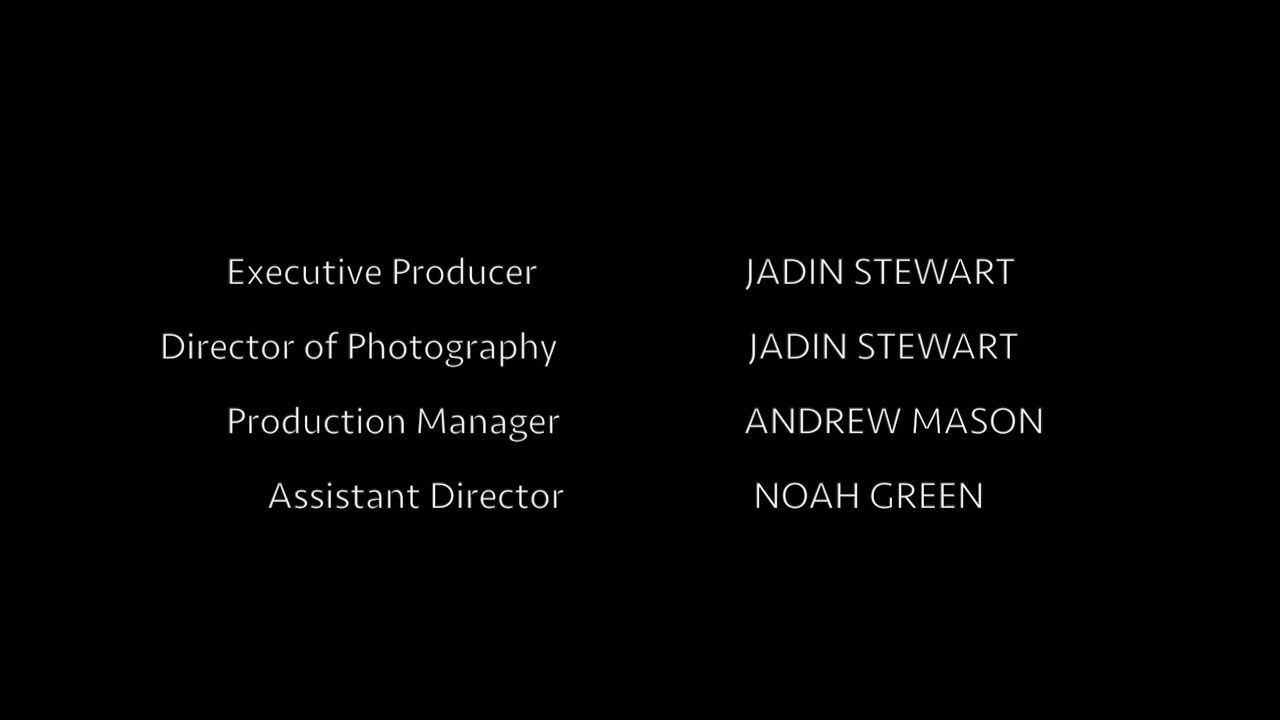 Executive Producer JADIN STEWART
Director of Photography JADIN STEWART
Production Manager ANDREW MASON
Assistant Director NOAH GREEN